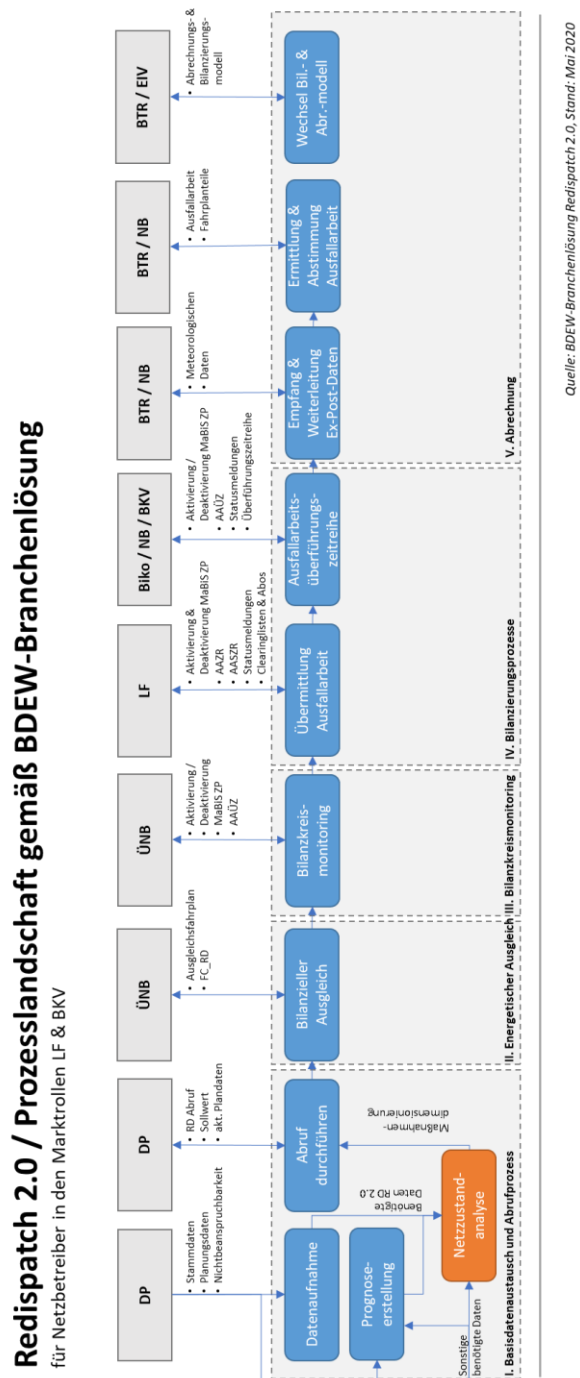 Redispatch 2.0 / Prozesslandschaft gemäß BDEW-Branchenlösung
für Netzbetreiber in den Marktrollen LF & BKV
DP
• Stammdaten
• Planungsdaten
• Nichtbeanspruchbarkeit
DP
• RD Abruf
• Sollwert
• akt. Plandaten
ÜNB
• Ausgleichsfahrplan
• FC_RD
ÜNB
• Aktivierung/
• Deaktivierung
• MaBiS ZP
• AAÜZ
LF
• Aktivierung &
Deaktivierung MaBiS ZP
• AAZR
• AASZR
• Statusmeldungen
• Clearinglisten & Abos
Biko / NB / BKV
• Aktivierung /
Deaktivierung MaBiS ZP
• AAÜZ
• Statusmeldungen
• Überführungszeitreihe
BTR / NB
• Meteorologischen
• Daten
BTR / NB
• Ausfallarbeit
• Fahrplanteile
BTR / EIV
• Abrechnungs- &
Bilanzierungs-
modell
Datenaufnahme
Prognose-
erstellung
Abruf
durchführen
Benötigte
Daten RD 2.0
Maßnahmen-
dimensionierung
Netzzustand-
analyse
Sonstige
benötigte Daten
Bilanzieller
Ausgleich
Bilanzkreis-
monitoring
Übermittlung
Ausfallarbeit
Ausfallarbeits-
überführungs-
zeitreihe
Empfang &
Weiterleitung
Ex-Post-Daten
Ermittlung &
Abstimmung
Ausfallarbeit
Wechsel Bil.- &
Abr.-modell
I. Basisdatenaustausch und Abrufprozess
II. Energetischer Ausgleich
III. Bilanzkreismonitoring
IV. Bilanzierungsprozesse
V. Abrechnung
Quelle: BDEW-Branchenlösung Redispatch 2.0, Stand: Mai 2020